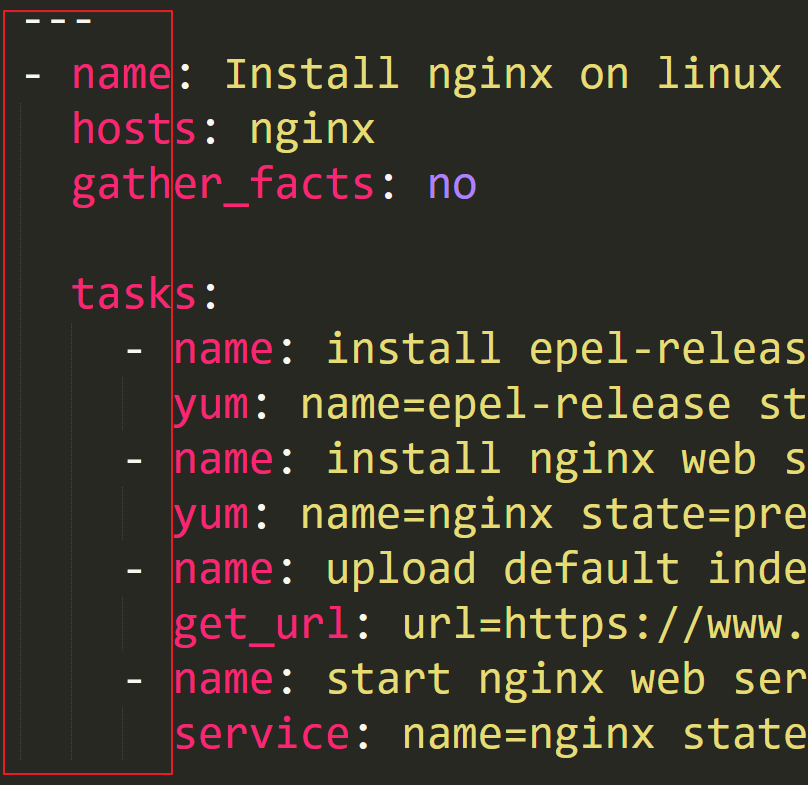 ---
- name: Install nginx on linux
  hosts: nginx
  gather_facts: no

  tasks:
    - name: install epel-releas
      yum: name=epel-release st
    - name: install nginx web s
      yum: name=nginx state=pre
    - name: upload default inde
      get_url: url=https://www.
    - name: start nginx web ser
      service: name=nginx state